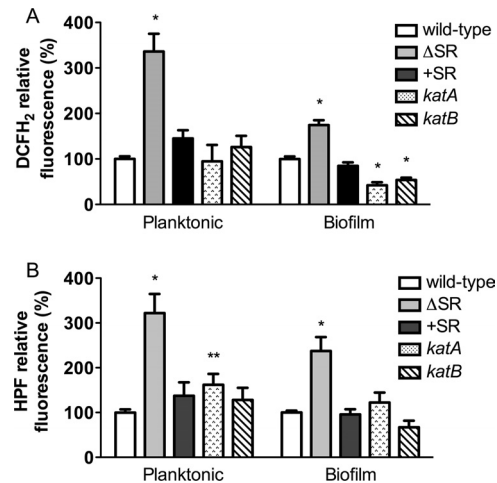 A
DCFH₂ relative
fluorescence (%)
400
300
200
100
0
*
*
*
*
Planktonic
Biofilm
wild-type
ΔSR
+SR
katA
katB
B
HPF relative
fluorescence (%)
400
300
200
100
0
*
**
*
Planktonic
Biofilm
wild-type
ΔSR
+SR
katA
katB